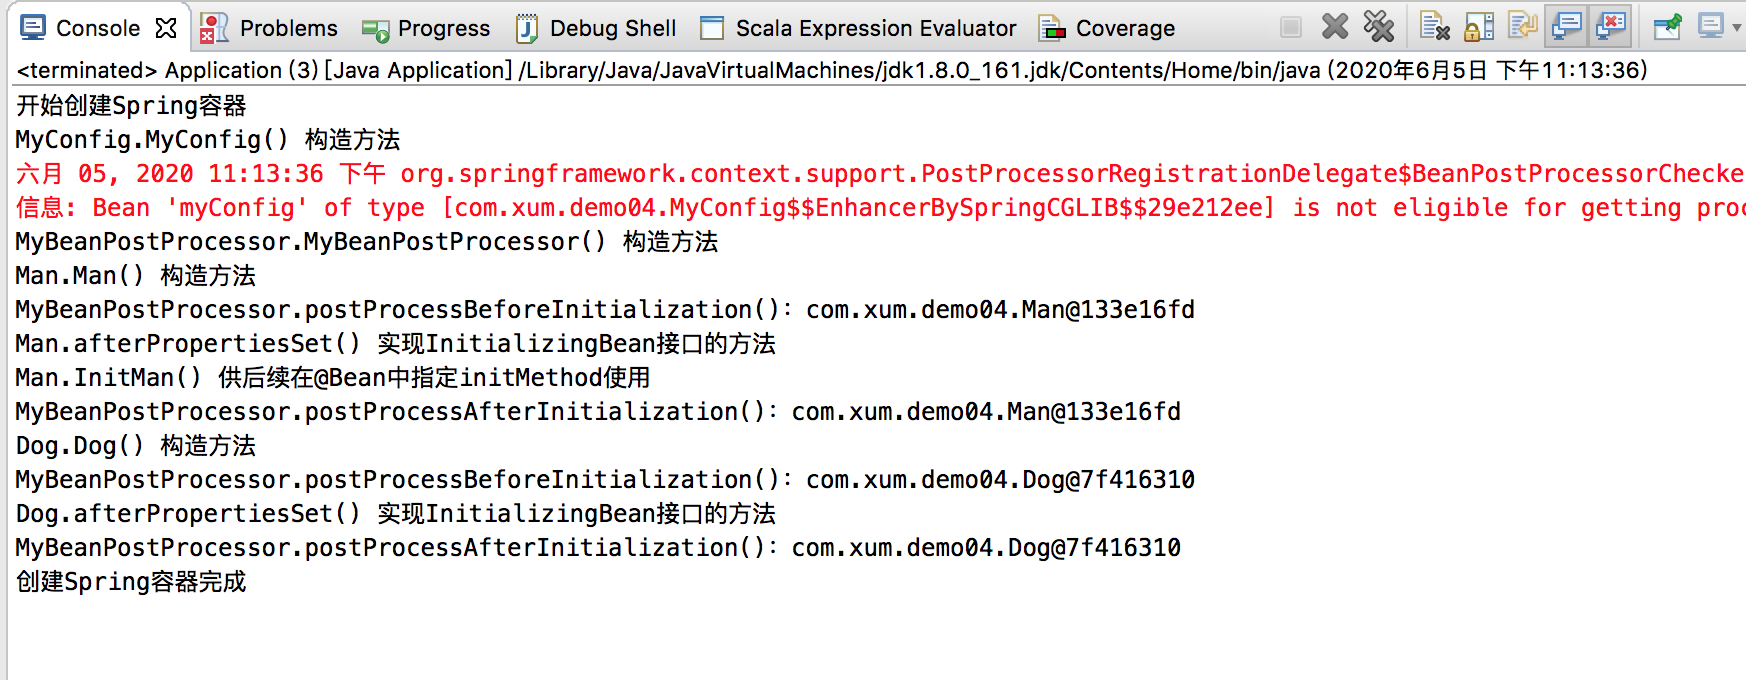 Console Problems Progress Debug Shell Scala Expression Evaluator Coverage
<terminated> Application (3) [Java Application] /Library/Java/JavaVirtualMachines/jdk1.8.0_161.jdk/Contents/Home/bin/java (2020年6月5日 下午11:13:36)
开始创建Spring容器
MyConfig.MyConfig() 构造方法
六月 05, 2020 11:13:36 下午 org.springframework.context.support.PostProcessorRegistrationDelegate$BeanPostProcessorChecke
信息: Bean 'myConfig' of type [com.xum.demo04.MyConfig$$EnhancerBySpringCGLIB$$29e212ee] is not eligible for getting proc
MyBeanPostProcessor.MyBeanPostProcessor() 构造方法
Man.Man() 构造方法
MyBeanPostProcessor.postProcessBeforeInitialization(): com.xum.demo04.Man@133e16fd
Man.afterPropertiesSet() 实现InitializingBean接口的方法
Man.InitMan() 供后续在@Bean中指定initMethod使用
MyBeanPostProcessor.postProcessAfterInitialization(): com.xum.demo04.Man@133e16fd
Dog.Dog() 构造方法
MyBeanPostProcessor.postProcessBeforeInitialization(): com.xum.demo04.Dog@7f416310
Dog.afterPropertiesSet() 实现InitializingBean接口的方法
MyBeanPostProcessor.postProcessAfterInitialization(): com.xum.demo04.Dog@7f416310
创建Spring容器完成